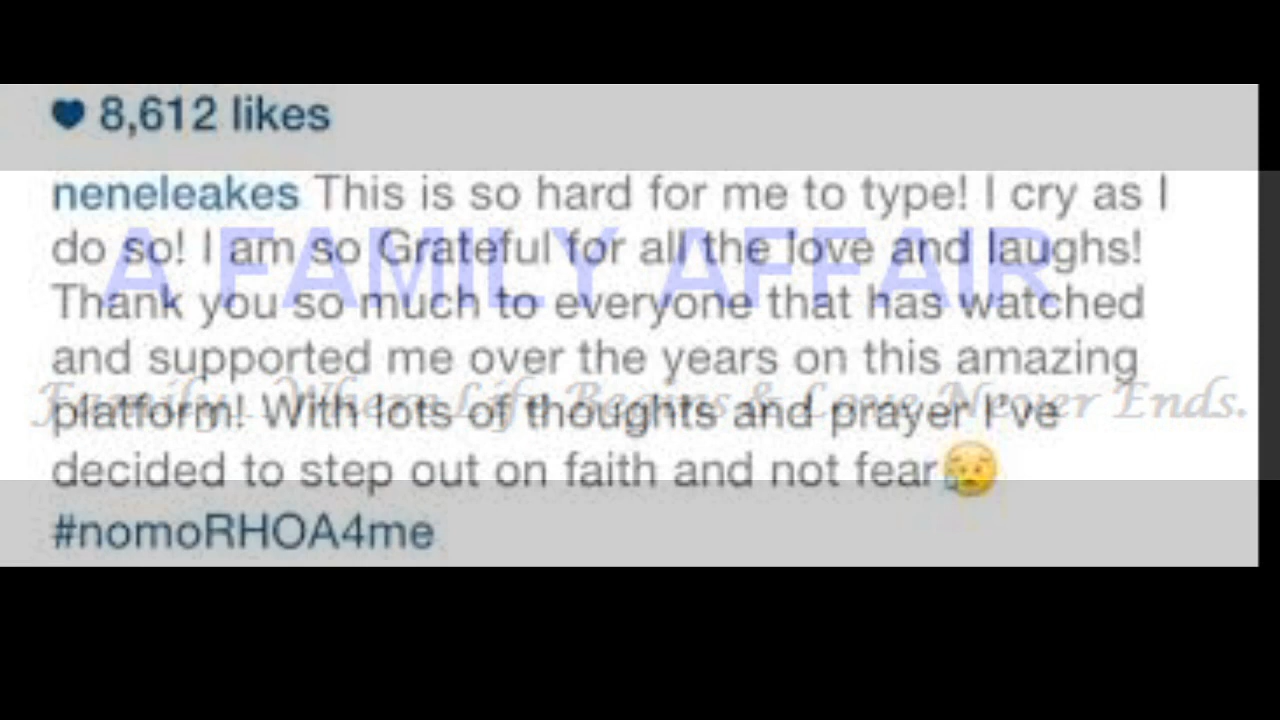 8,612 likes
neneleakes This is so hard for me to type! I cry as I
do so! I am so Grateful for all the love and laughs!
A FAMILY AFFAIR
Thank you so much to everyone that has watched
and supported me over the years on this amazing
Family...Where Life Begins & Love Never Ends.
platform! With lots of thoughts and prayer I've
decided to step out on faith and not fear😥
#nomoRHOA4me